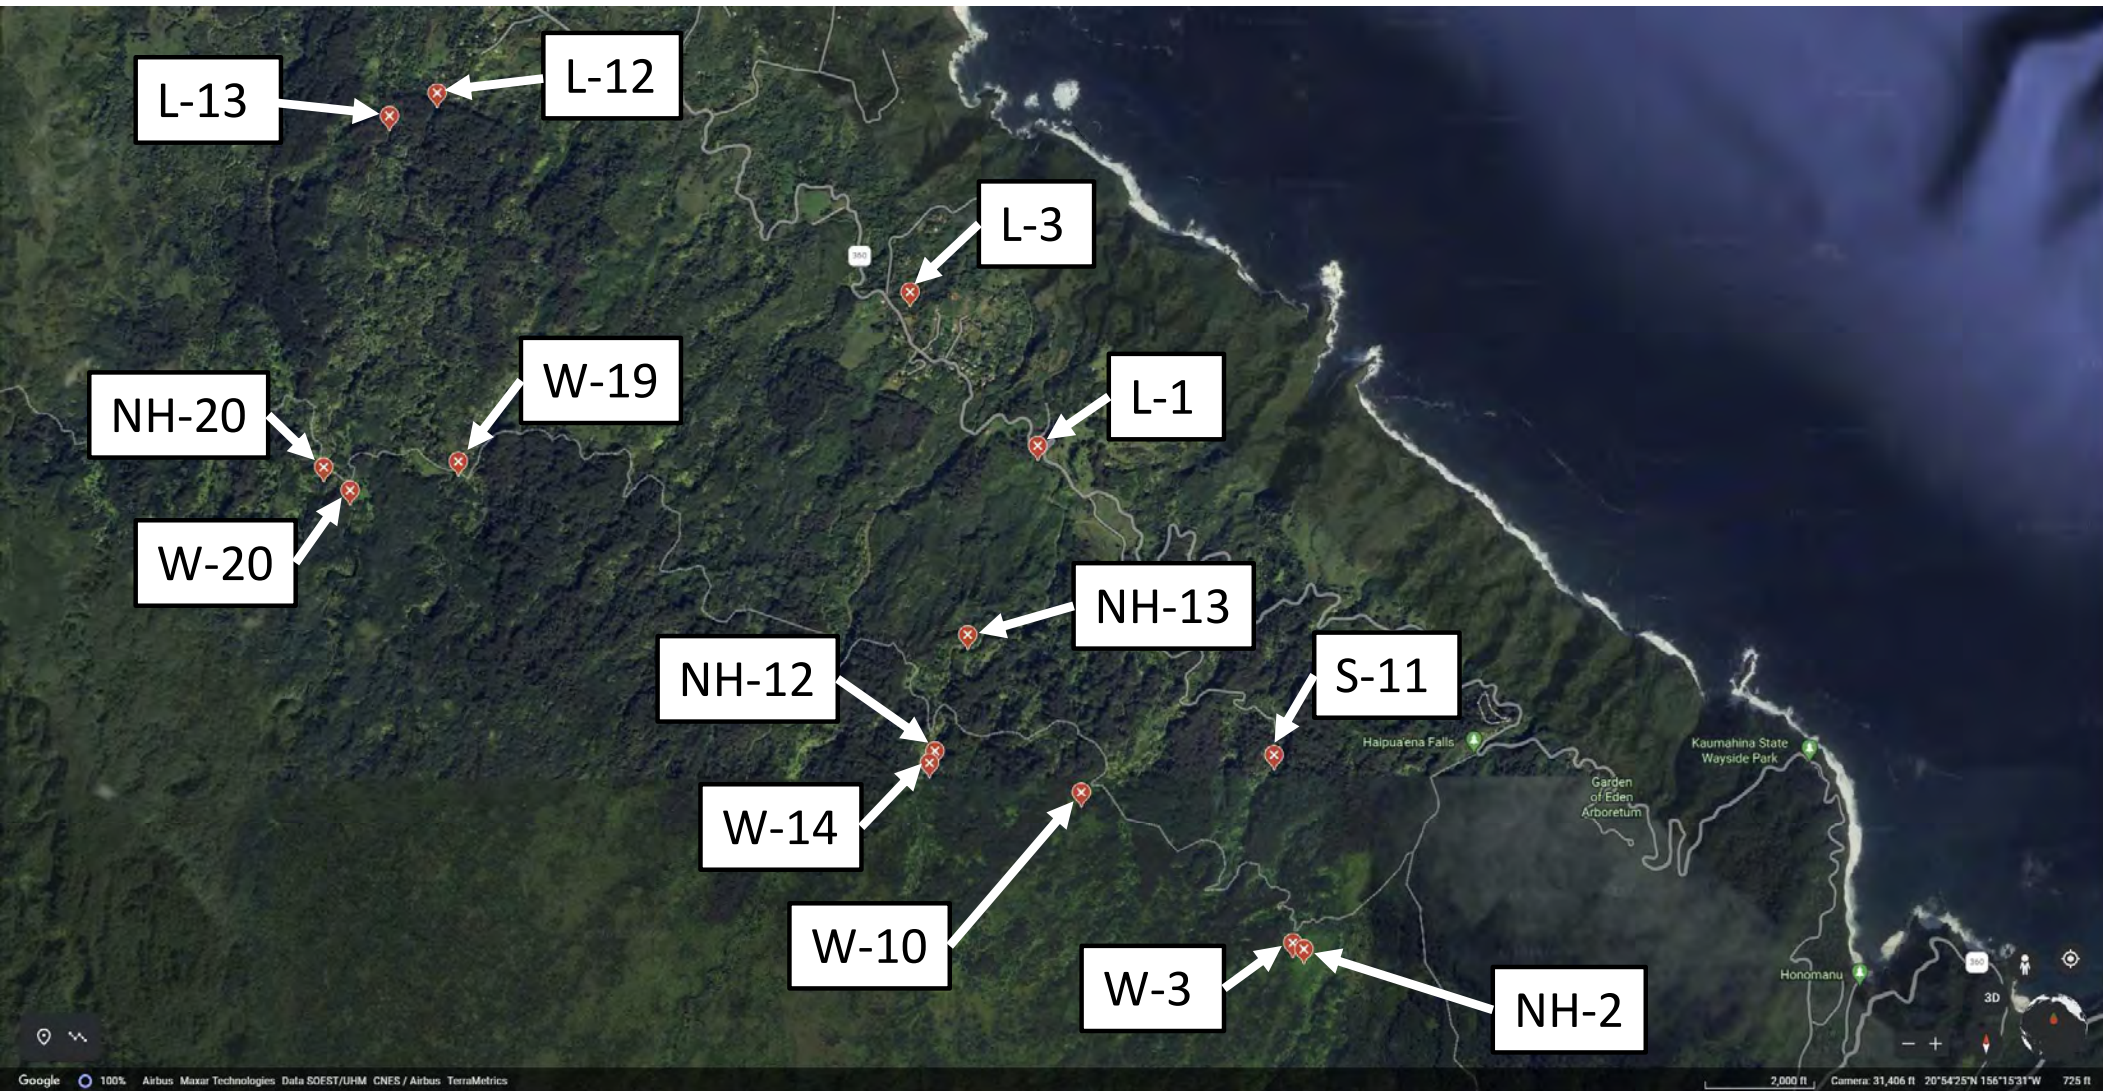 L-12
L-13
L-3
360
W-19
L-1
NH-20
W-20
NH-13
NH-12
S-11
Haipua'ena Falls
Kaumahina State
Wayside Park
Garden
of Eden
Arboretum
W-14
W-10
W-3
NH-2
360
Honomanu
3D
Google 100% Airbus Maxar Technologies Data SOEST/UHM CNES / Airbus TerraMetrics
2,000 ft Camera: 31,406 ft 20°54'25"N 156°15'31"W 725 ft